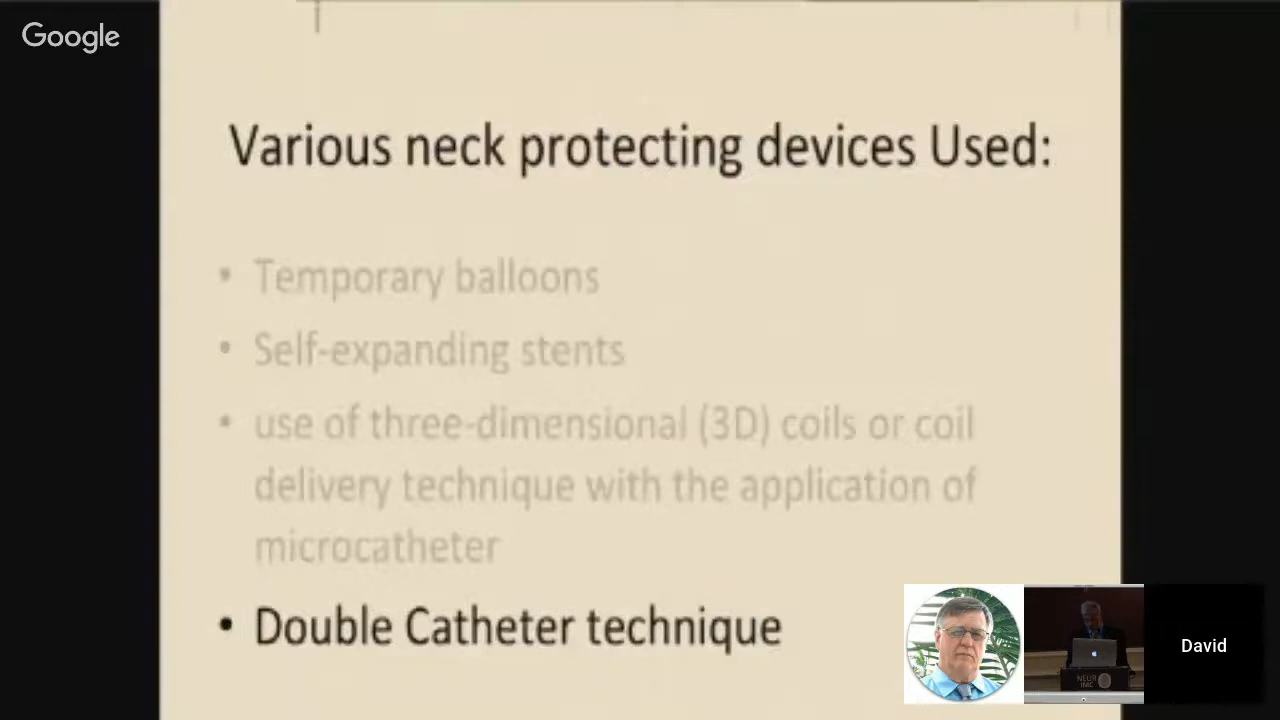 Google
Various neck protecting devices Used:
• Temporary balloons
• Self-expanding stents
• use of three-dimensional (3D) coils or coil
delivery technique with the application of
microcatheter
• Double Catheter technique
David